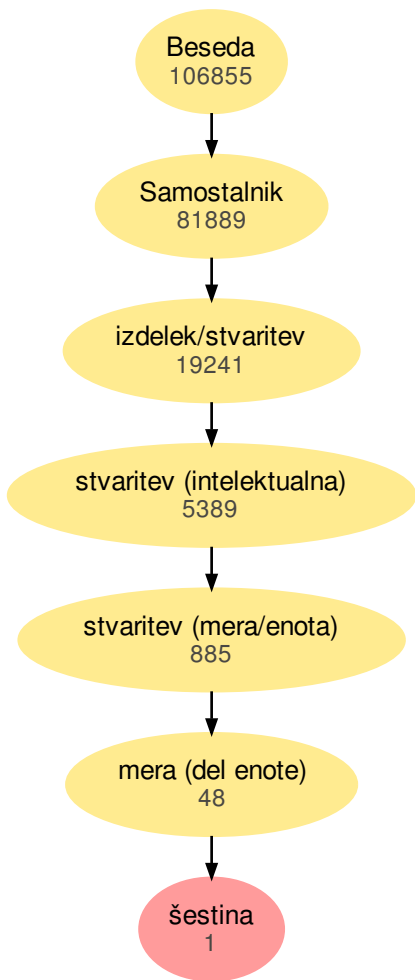 Beseda
106855
Samostalnik
81889
izdelek/stvaritev
19241
stvaritev (intelektualna)
5389
stvaritev (mera/enota)
885
mera (del enote)
48
šestina
1